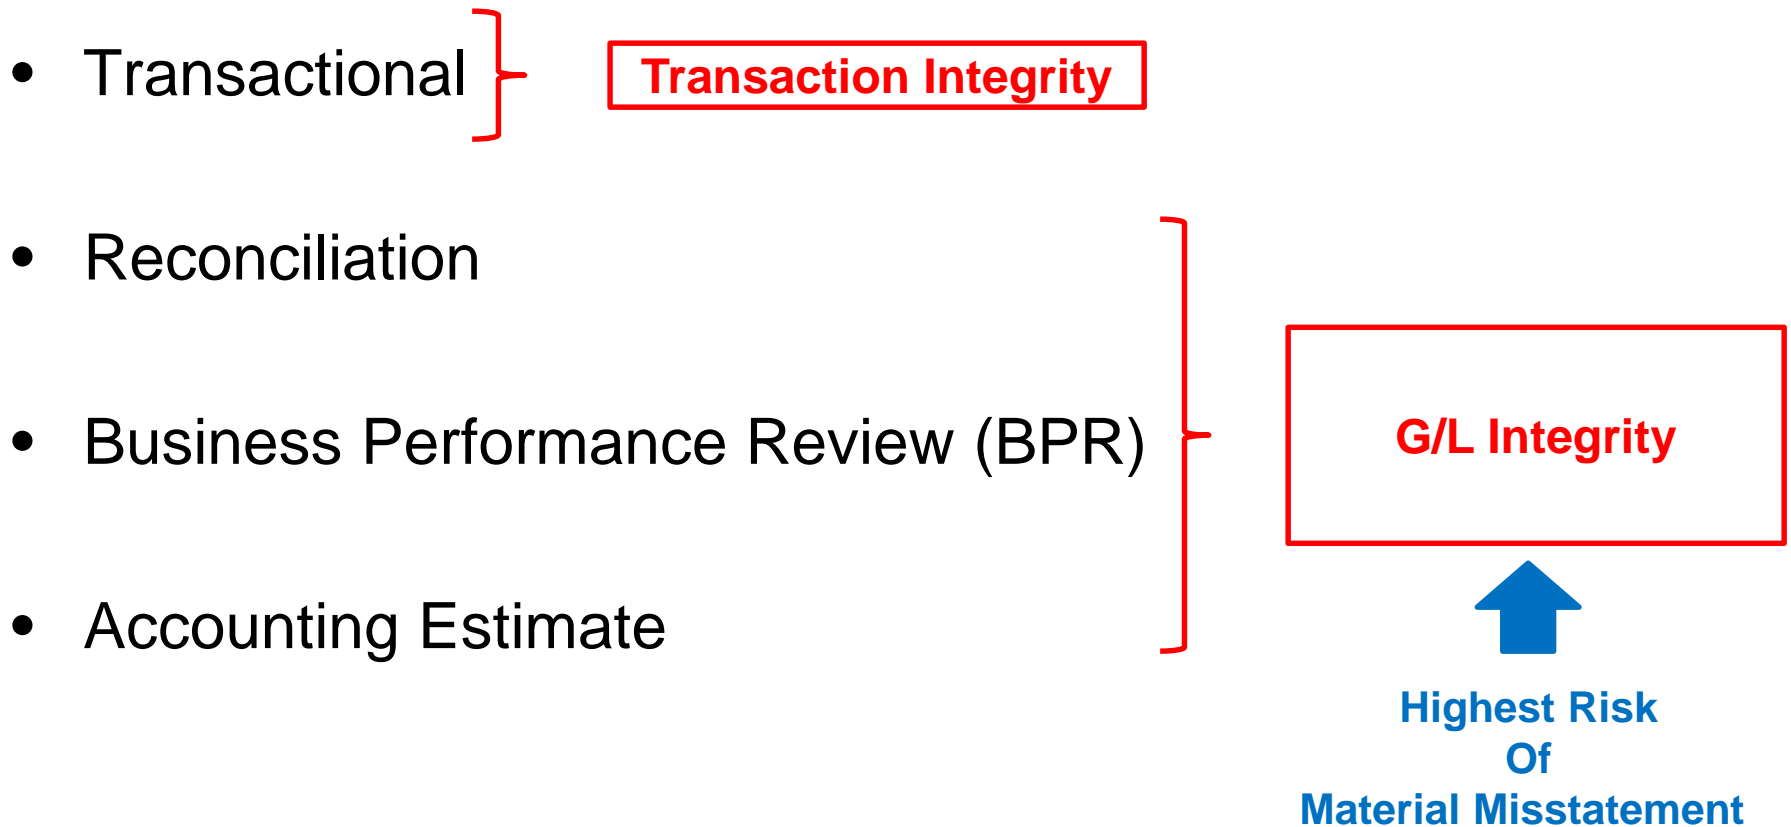 • Transactional
Transaction Integrity
• Reconciliation
• Business Performance Review (BPR)
• Accounting Estimate
G/L Integrity
Highest Risk
Of
Material Misstatement